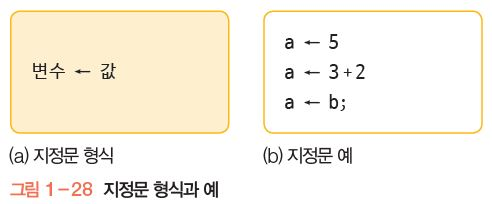 변수 ← 값
a ← 5
a ← 3+2
a ← b;
(a) 지정문 형식
(b) 지정문 예
그림 1-28 지정문 형식과 예